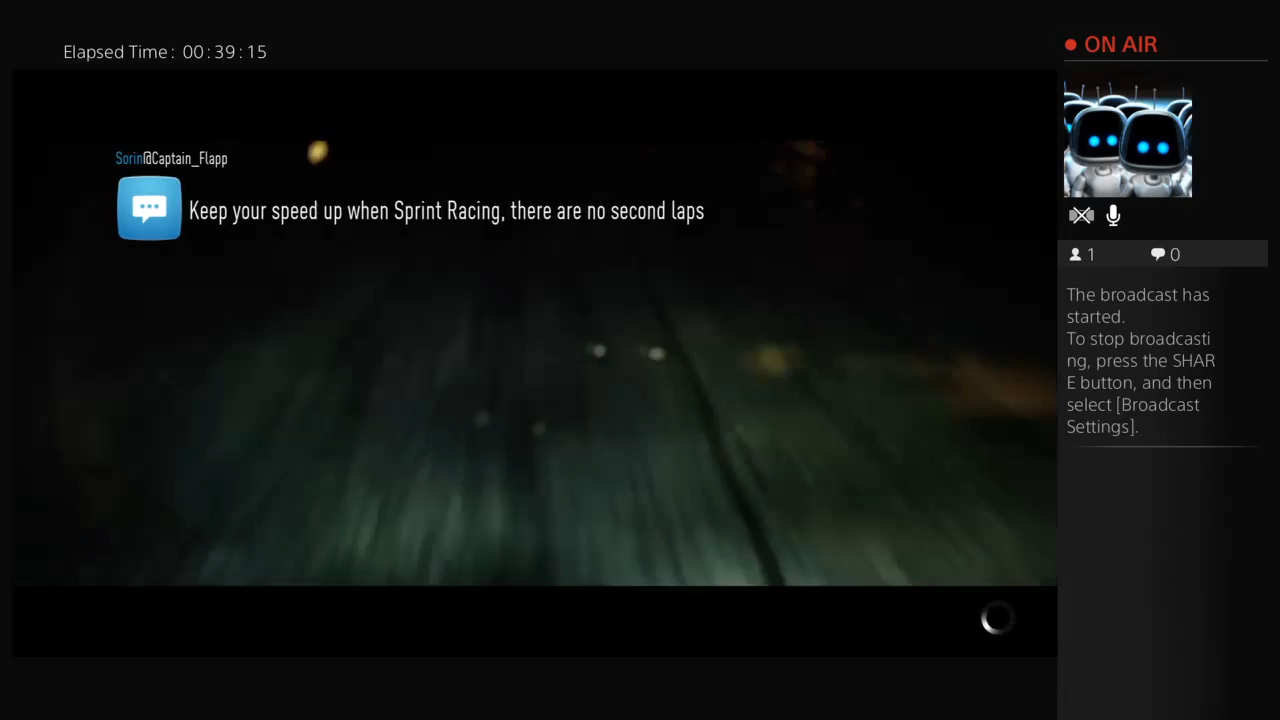 Elapsed Time: 00:39:15
ON AIR
Sorin@Captain_Flapp
Keep your speed up when Sprint Racing, there are no second laps
1
0
The broadcast has
started.
To stop broadcasti
ng, press the SHAR
E button, and then
select [Broadcast
Settings].